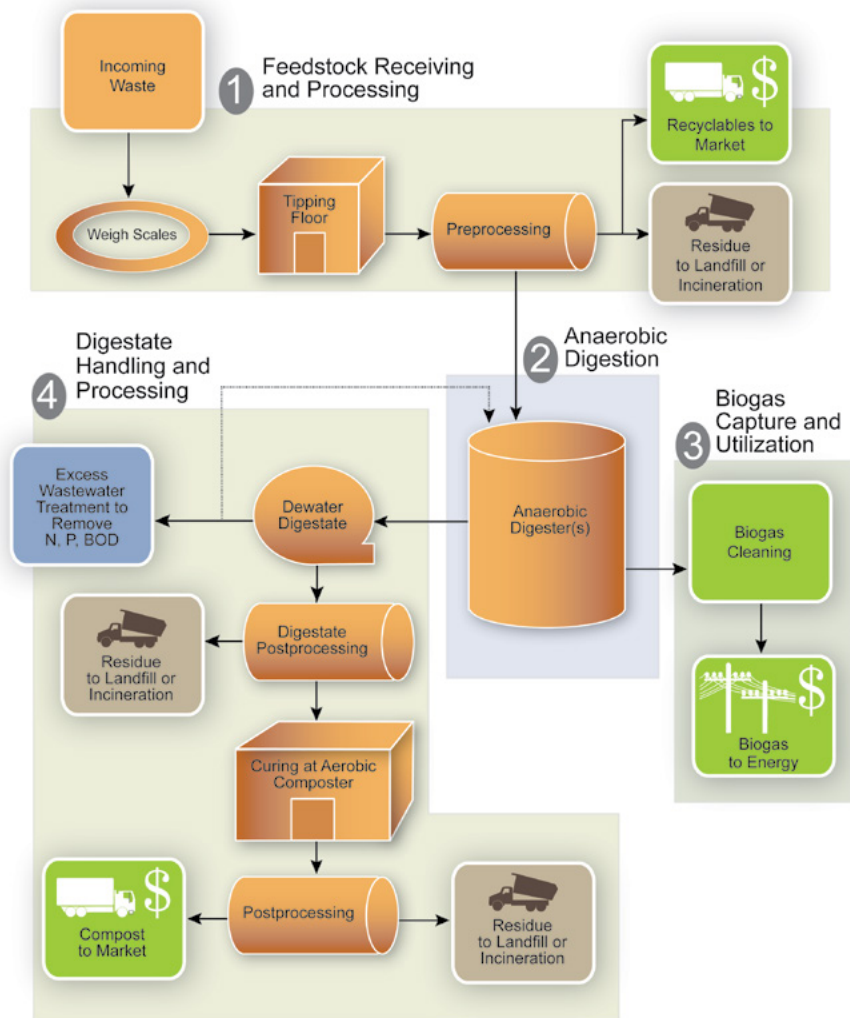 Incoming
Waste
1
Feedstock Receiving
and Processing
$
Recyclables to
Market
Weigh Scales
Tipping
Floor
Preprocessing
Residue
to Landfill or
Incineration
2
Anaerobic
Digestion
Anaerobic
Digester(s)
3
Biogas
Capture and
Utilization
Biogas
Cleaning
$
Biogas
to Energy
4
Digestate
Handling and
Processing
Excess
Wastewater
Treatment to
Remove
N, P, BOD
Dewater
Digestate
Digestate
Postprocessing
Residue
to Landfill or
Incineration
Curing at Aerobic
Composter
$
Compost
to Market
Postprocessing
Residue
to Landfill or
Incineration